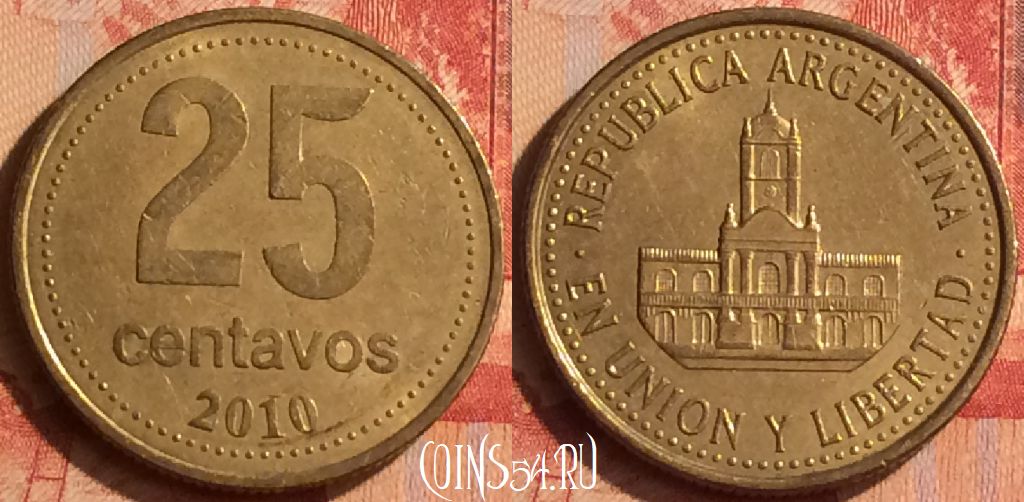 25
centavos
2010
· REPUBLICA ARGENTINA ·
EN UNION Y LIBERTAD
COINS54.RU